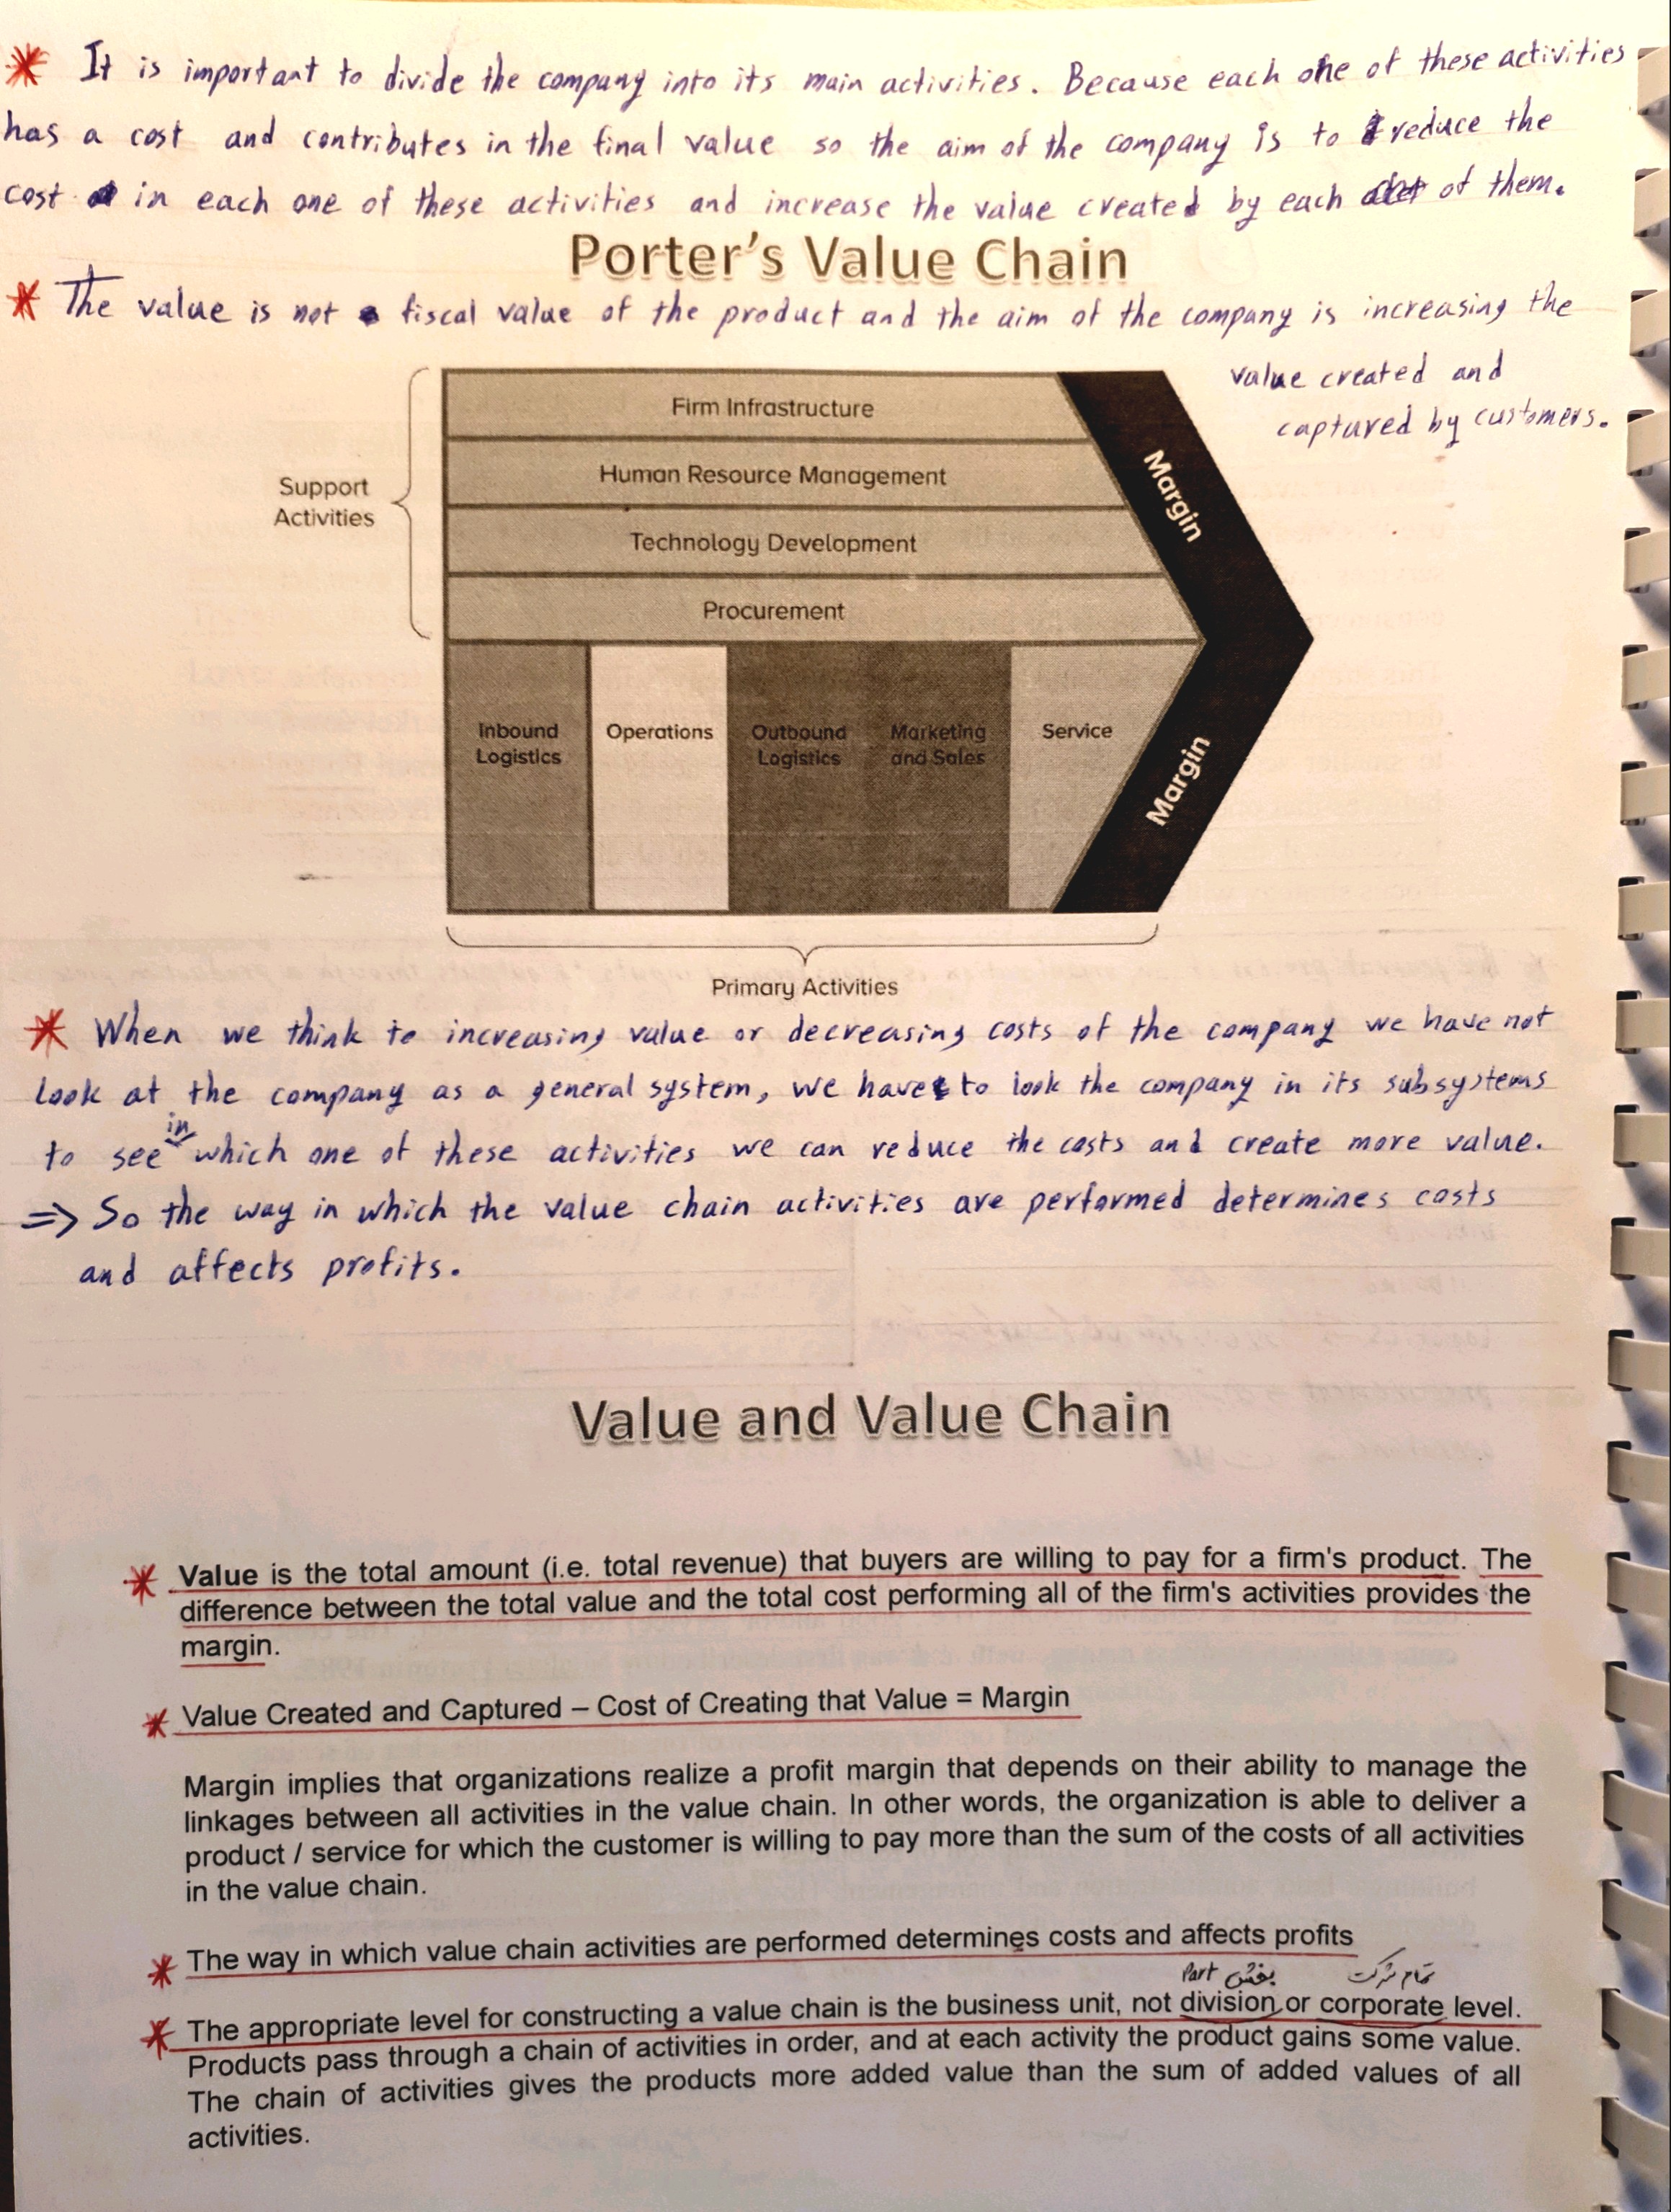 * It is important to divide the company into its main activities. Because each one of these activities
has a cost and contributes in the final value so the aim of the company is to reduce the
cost in each one of these activities and increase the value created by each of them.
Porter's Value Chain
* The value is not fiscal value of the product and the aim of the company is increasing the
value created and
captured by customers.
Support
Activities
Firm Infrastructure
Human Resource Management
Technology Development
Procurement
Margin
Inbound
Logistics
Operations
Outbound
Logistics
Marketing
and Sales
Service
Margin
Primary Activities
* When we think to increasing value or decreasing costs of the company we have not
look at the company as a general system, we have to look the company in its subsystems
to see in which one of these activities we can reduce the costs and create more value.
=> So the way in which the value chain activities are performed determines costs
and affects profits.
Value and Value Chain
* Value is the total amount (i.e. total revenue) that buyers are willing to pay for a firm's product. The
difference between the total value and the total cost performing all of the firm's activities provides the
margin.
* Value Created and Captured – Cost of Creating that Value = Margin
Margin implies that organizations realize a profit margin that depends on their ability to manage the
linkages between all activities in the value chain. In other words, the organization is able to deliver a
product / service for which the customer is willing to pay more than the sum of the costs of all activities
in the value chain.
* The way in which value chain activities are performed determines costs and affects profits
Part بخش تمام شرکت
* The appropriate level for constructing a value chain is the business unit, not division or corporate level.
Products pass through a chain of activities in order, and at each activity the product gains some value.
The chain of activities gives the products more added value than the sum of added values of all
activities.